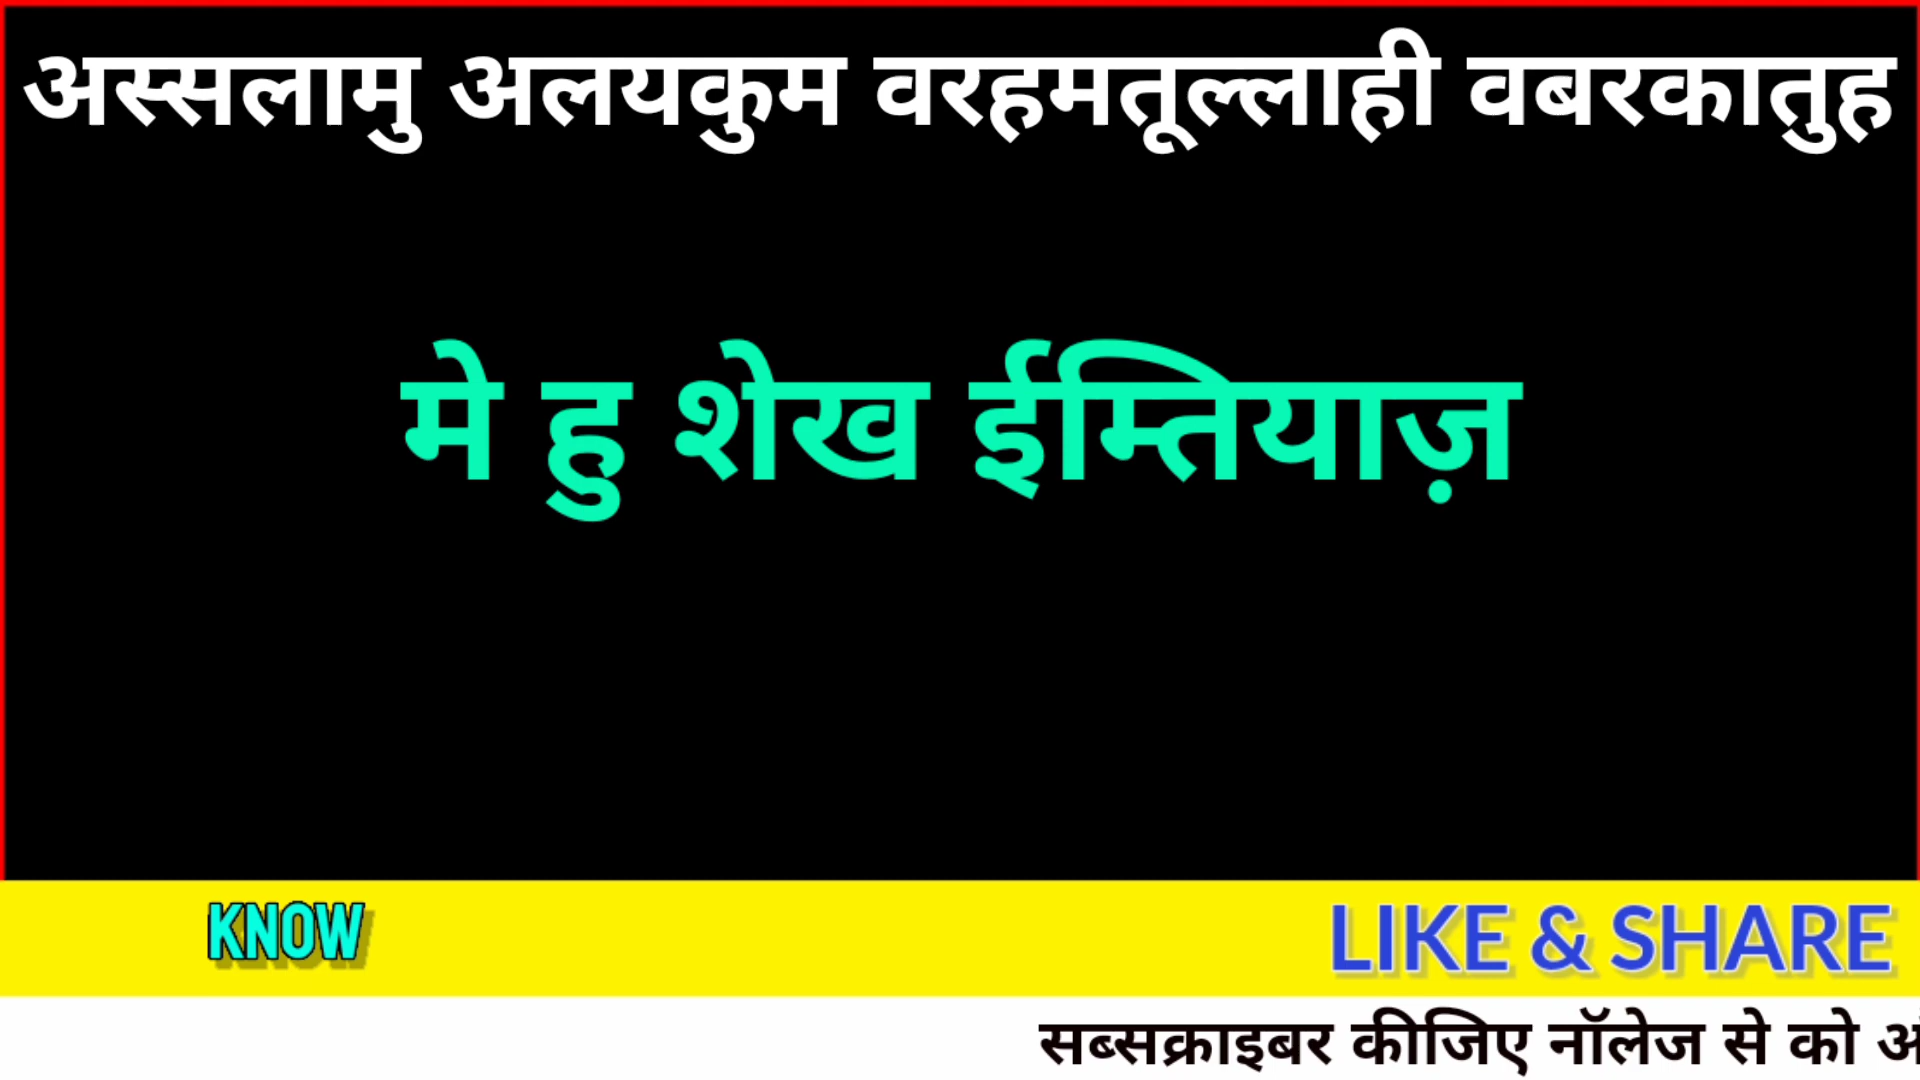 अस्सलामु अलयकुम वरहमतूल्लाही वबरकातुह
मे हु शेख ईम्तियाज़
KNOW
LIKE & SHARE
सब्सक्राइबर कीजिए नॉलेज से को